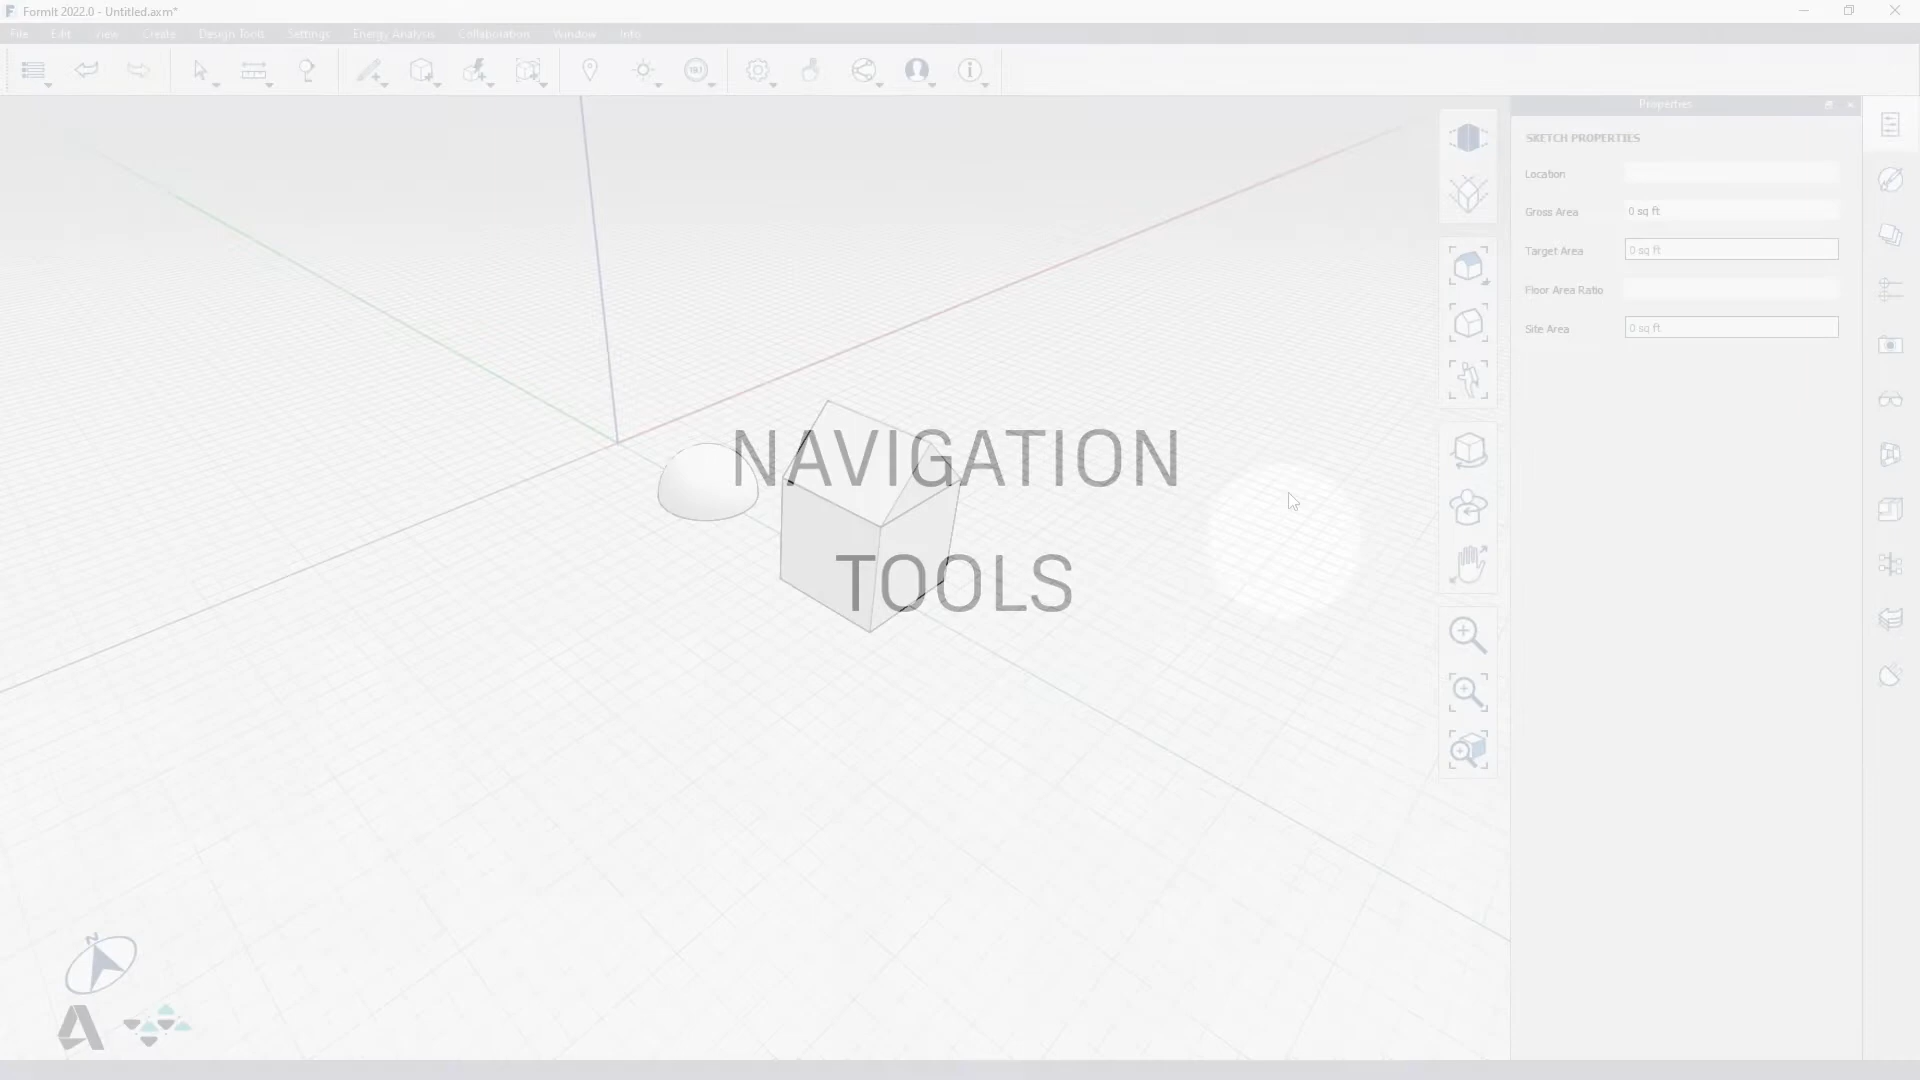 FormIt 2022.0 - Untitled.axm*
File Edit View Create Design Tools Settings Energy Analysis Collaboration Window Info
Properties
SKETCH PROPERTIES
Location
Gross Area 0 sq ft
Target Area 0 sq ft
Floor Area Ratio
Site Area 0 sq ft
NAVIGATION
TOOLS
N